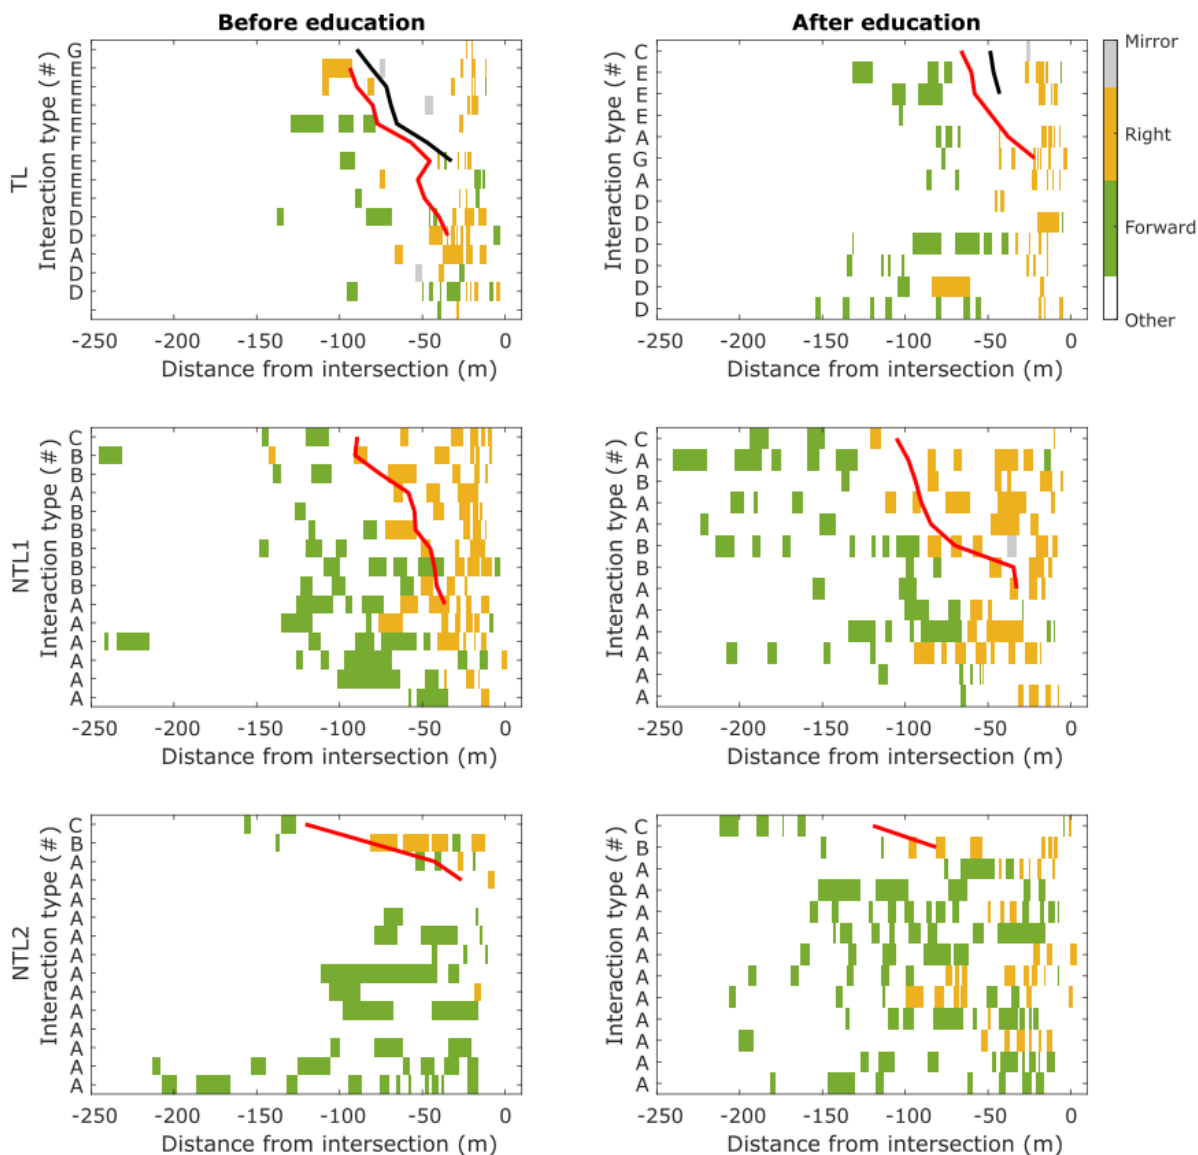 Before education
After education
TL
Interaction type (#)
G
E
E
E
E
F
E
E
E
D
D
A
D
D
-250 -200 -150 -100 -50 0
Distance from intersection (m)
Interaction type (#)
C
E
E
E
A
G
A
D
D
D
D
D
D
-250 -200 -150 -100 -50 0
Distance from intersection (m)
Mirror
Right
Forward
Other
NTL1
Interaction type (#)
C
B
B
A
B
B
B
B
B
A
A
A
A
A
A
-250 -200 -150 -100 -50 0
Distance from intersection (m)
Interaction type (#)
C
A
B
A
A
B
B
A
A
A
A
A
A
-250 -200 -150 -100 -50 0
Distance from intersection (m)
NTL2
Interaction type (#)
C
B
A
A
A
A
A
A
A
A
A
A
A
A
A
-250 -200 -150 -100 -50 0
Distance from intersection (m)
Interaction type (#)
C
B
A
A
A
A
A
A
A
A
A
A
A
-250 -200 -150 -100 -50 0
Distance from intersection (m)